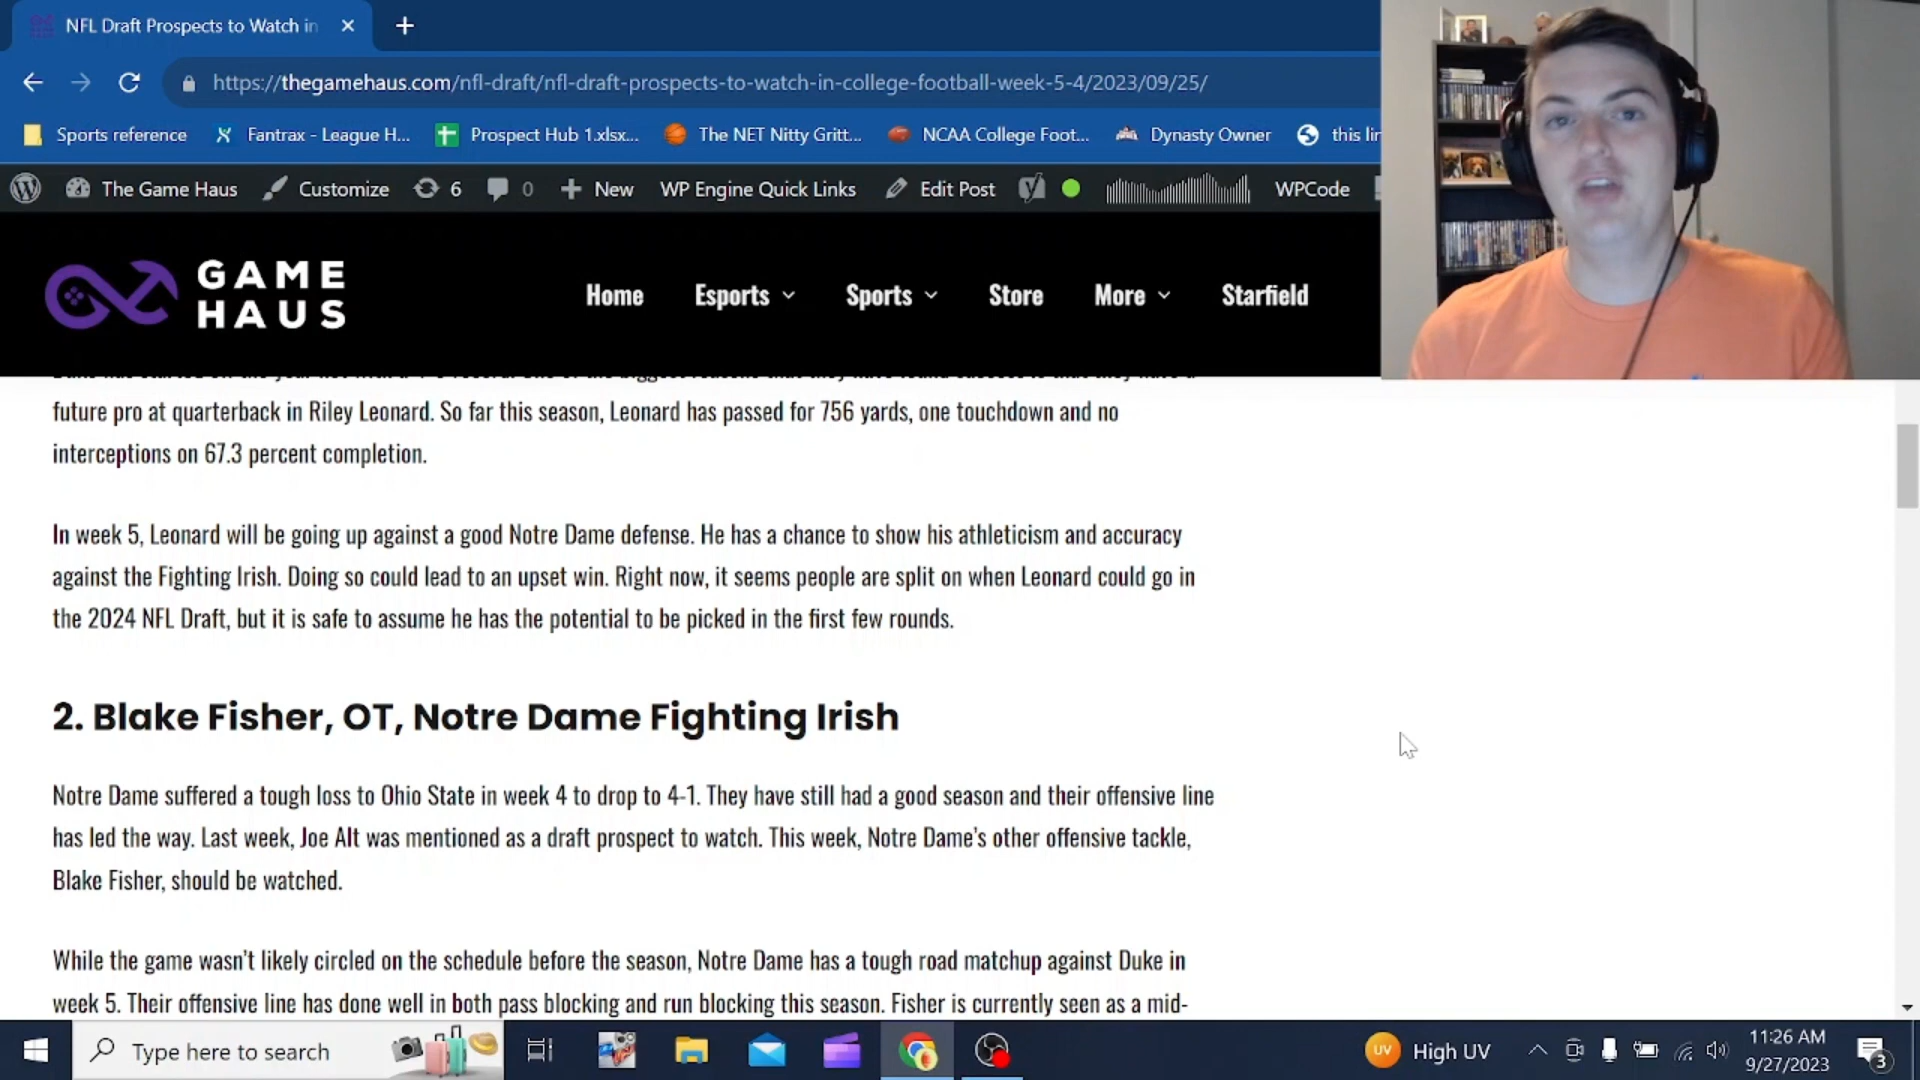 NFL Draft Prospects to Watch in
https://thegamehaus.com/nfl-draft/nfl-draft-prospects-to-watch-in-college-football-week-5-4/2023/09/25/
Sports reference Fantrax - League H... Prospect Hub 1.xlsx... The NET Nitty Gritt... NCAA College Foot... Dynasty Owner this lin
The Game Haus Customize 6 0 New WP Engine Quick Links Edit Post WPCode
GAME
HAUS
Home Esports Sports Store More Starfield
future pro at quarterback in Riley Leonard. So far this season, Leonard has passed for 756 yards, one touchdown and no
interceptions on 67.3 percent completion.
In week 5, Leonard will be going up against a good Notre Dame defense. He has a chance to show his athleticism and accuracy
against the Fighting Irish. Doing so could lead to an upset win. Right now, it seems people are split on when Leonard could go in
the 2024 NFL Draft, but it is safe to assume he has the potential to be picked in the first few rounds.
2. Blake Fisher, OT, Notre Dame Fighting Irish
Notre Dame suffered a tough loss to Ohio State in week 4 to drop to 4-1. They have still had a good season and their offensive line
has led the way. Last week, Joe Alt was mentioned as a draft prospect to watch. This week, Notre Dame's other offensive tackle,
Blake Fisher, should be watched.
While the game wasn't likely circled on the schedule before the season, Notre Dame has a tough road matchup against Duke in
week 5. Their offensive line has done well in both pass blocking and run blocking this season. Fisher is currently seen as a mid-
Type here to search
UV High UV
11:26 AM
9/27/2023
3